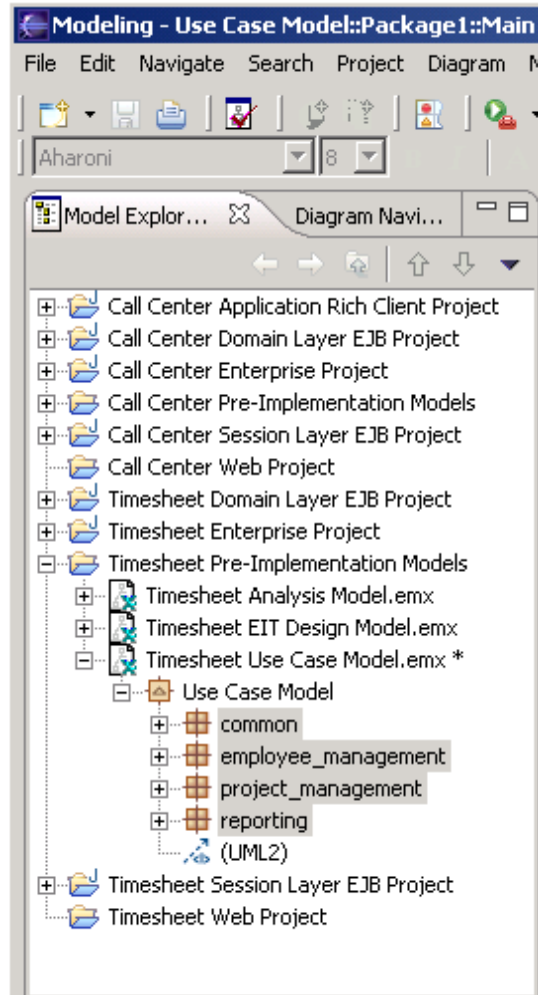 Modeling - Use Case Model::Package1::Main
File Edit Navigate Search Project Diagram
Aharoni 8
Model Explor... Diagram Navi...
Call Center Application Rich Client Project
Call Center Domain Layer EJB Project
Call Center Enterprise Project
Call Center Pre-Implementation Models
Call Center Session Layer EJB Project
Call Center Web Project
Timesheet Domain Layer EJB Project
Timesheet Enterprise Project
Timesheet Pre-Implementation Models
Timesheet Analysis Model.emx
Timesheet EIT Design Model.emx
Timesheet Use Case Model.emx *
Use Case Model
common
employee_management
project_management
reporting
(UML2)
Timesheet Session Layer EJB Project
Timesheet Web Project